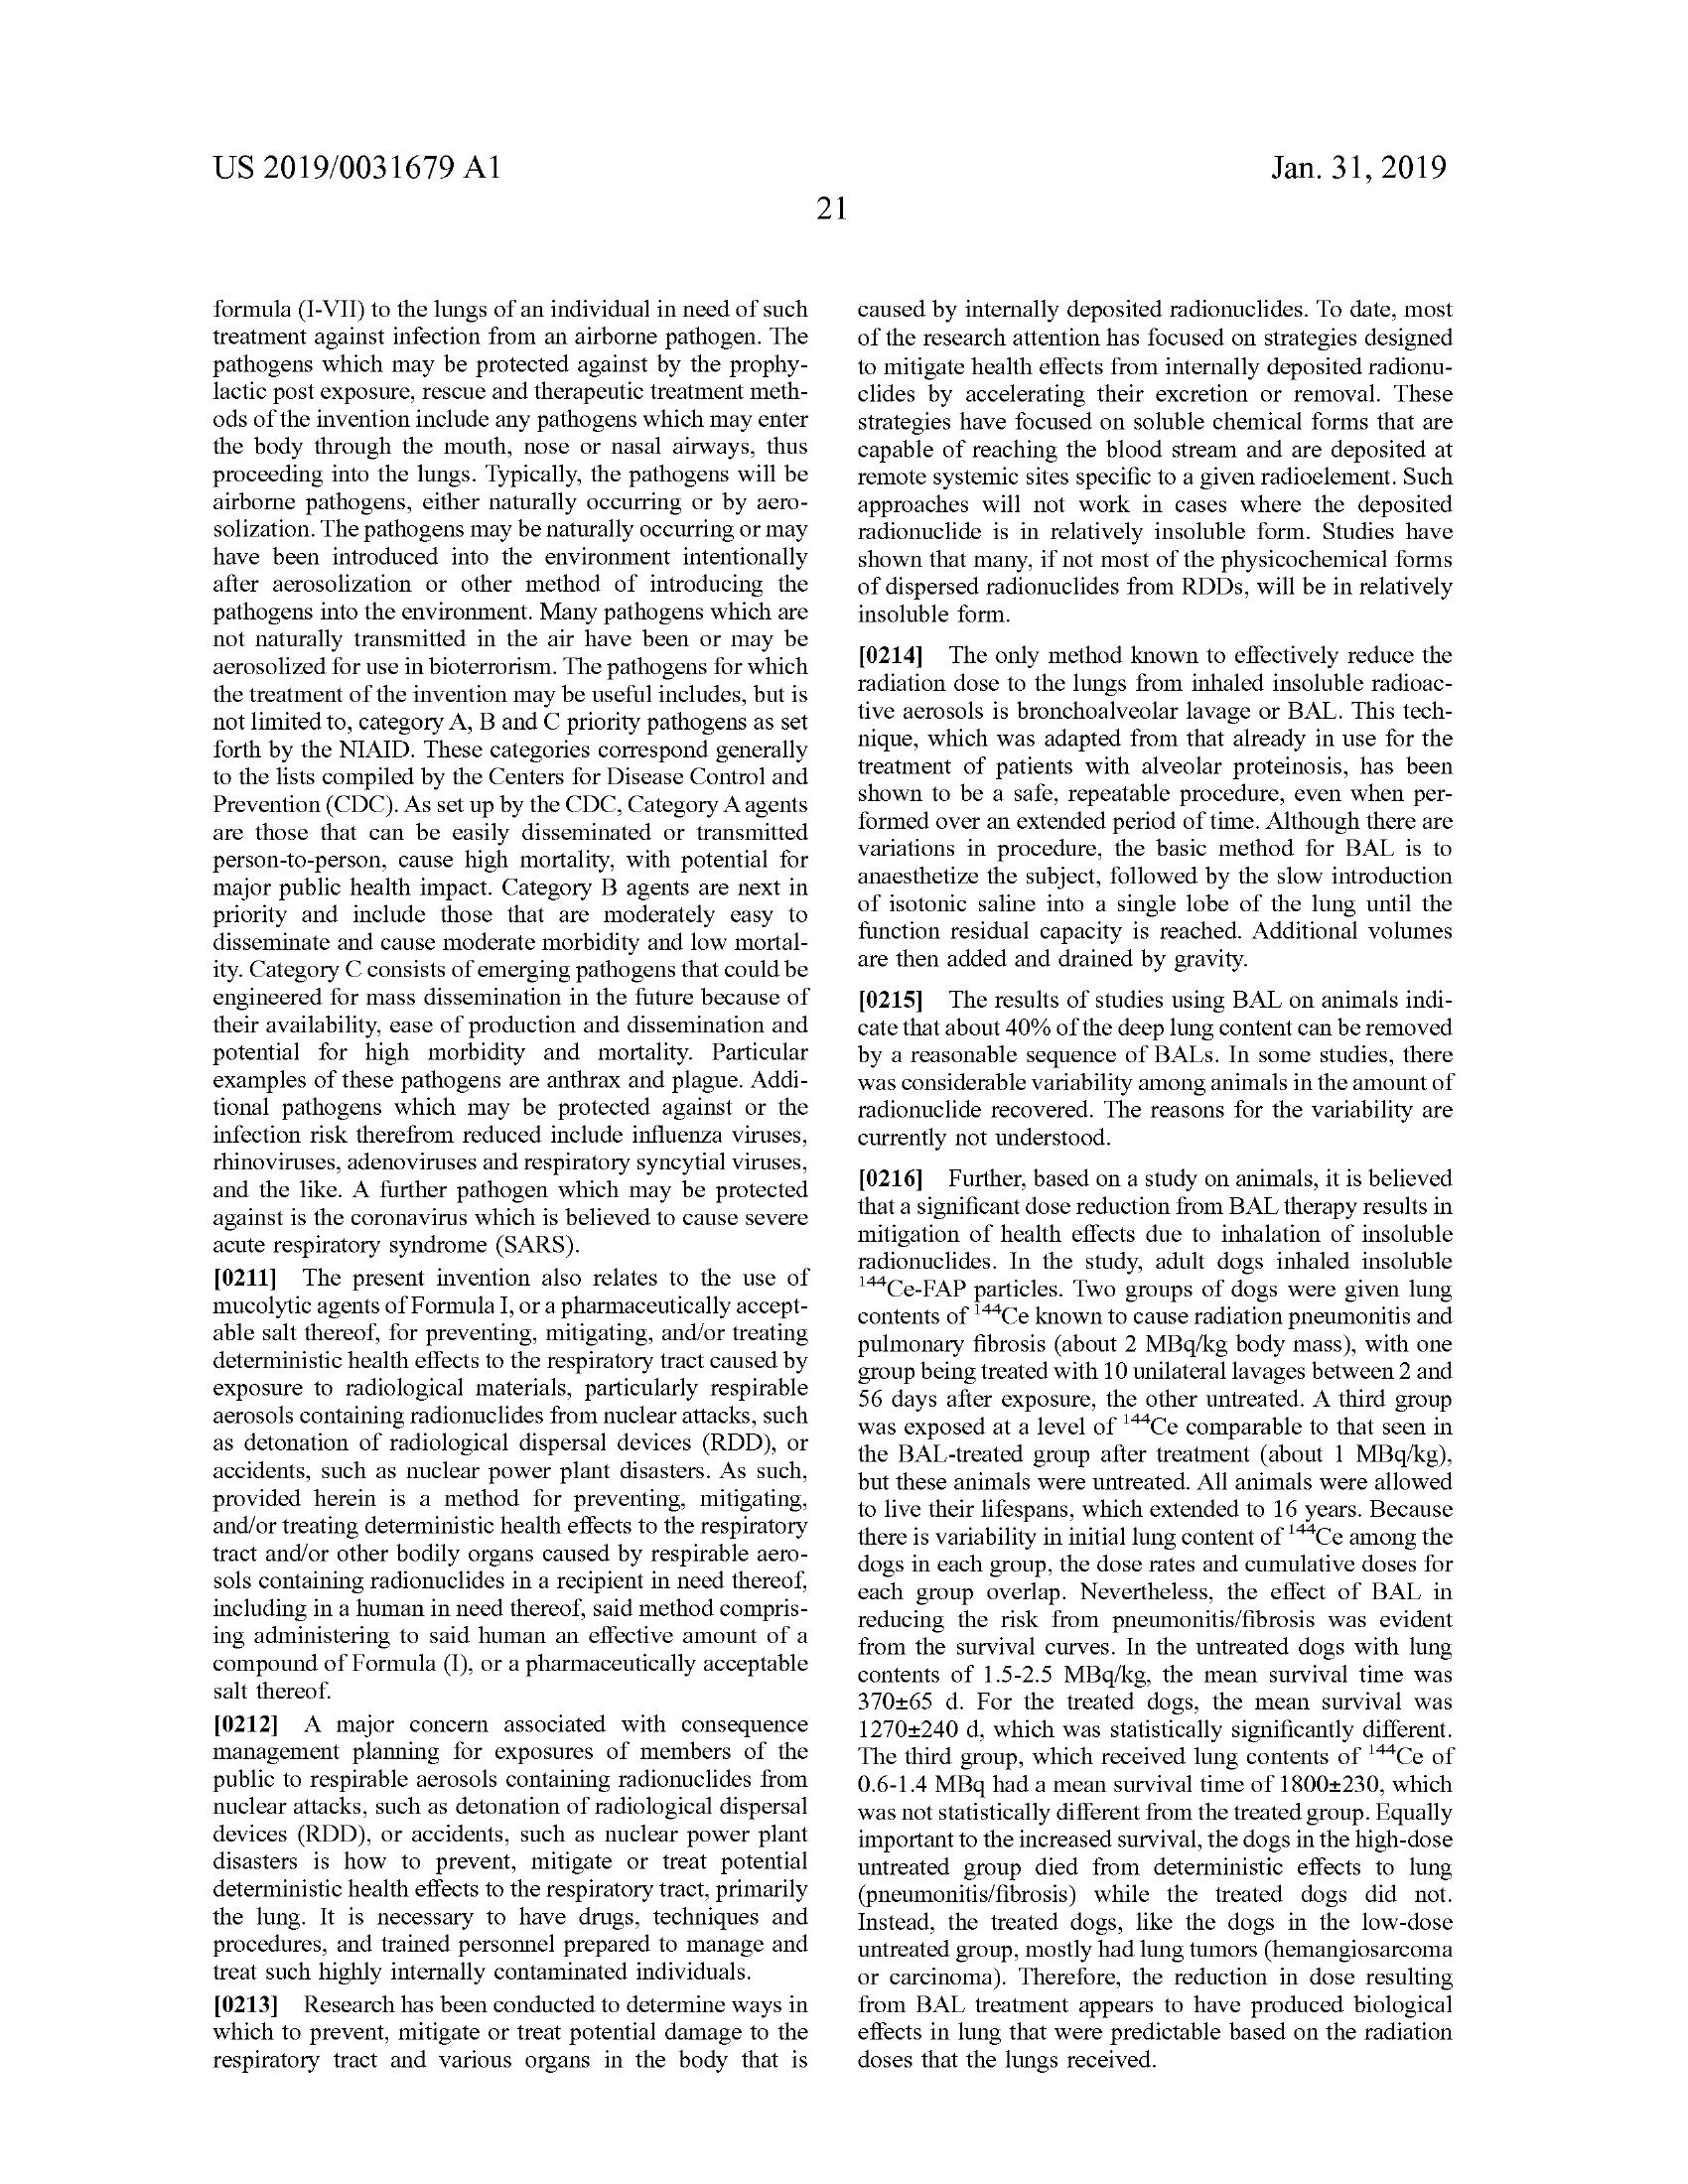 US 2019/0031679 A1
Jan. 31, 2019
21
formula (I-VII) to the lungs of an individual in need of such
treatment against infection from an airborne pathogen. The
pathogens which may be protected against by the prophy-
lactic post exposure, rescue and therapeutic treatment meth-
ods of the invention include any pathogens which may enter
the body through the mouth, nose or nasal airways, thus
proceeding into the lungs. Typically, the pathogens will be
airborne pathogens, either naturally occurring or by aero-
solization. The pathogens may be naturally occurring or may
have been introduced into the environment intentionally
after aerosolization or other method of introducing the
pathogens into the environment. Many pathogens which are
not naturally transmitted in the air have been or may be
aerosolized for use in bioterrorism. The pathogens for which
the treatment of the invention may be useful includes, but is
not limited to, category A, B and C priority pathogens as set
forth by the NIAID. These categories correspond generally
to the lists compiled by the Centers for Disease Control and
Prevention (CDC). As set up by the CDC, Category A agents
are those that can be easily disseminated or transmitted
person-to-person, cause high mortality, with potential for
major public health impact. Category B agents are next in
priority and include those that are moderately easy to
disseminate and cause moderate morbidity and low mortal-
ity. Category C consists of emerging pathogens that could be
engineered for mass dissemination in the future because of
their availability, ease of production and dissemination and
potential for high morbidity and mortality. Particular
examples of these pathogens are anthrax and plague. Addi-
tional pathogens which may be protected against or the
infection risk therefrom reduced include influenza viruses,
rhinoviruses, adenoviruses and respiratory syncytial viruses,
and the like. A further pathogen which may be protected
against is the coronavirus which is believed to cause severe
acute respiratory syndrome (SARS).
[0211] The present invention also relates to the use of
mucolytic agents of Formula I, or a pharmaceutically accept-
able salt thereof, for preventing, mitigating, and/or treating
deterministic health effects to the respiratory tract caused by
exposure to radiological materials, particularly respirable
aerosols containing radionuclides from nuclear attacks, such
as detonation of radiological dispersal devices (RDD), or
accidents, such as nuclear power plant disasters. As such,
provided herein is a method for preventing, mitigating,
and/or treating deterministic health effects to the respiratory
tract and/or other bodily organs caused by respirable aero-
sols containing radionuclides in a recipient in need thereof,
including in a human in need thereof, said method compris-
ing administering to said human an effective amount of a
compound of Formula (I), or a pharmaceutically acceptable
salt thereof.
[0212] A major concern associated with consequence
management planning for exposures of members of the
public to respirable aerosols containing radionuclides from
nuclear attacks, such as detonation of radiological dispersal
devices (RDD), or accidents, such as nuclear power plant
disasters is how to prevent, mitigate or treat potential
deterministic health effects to the respiratory tract, primarily
the lung. It is necessary to have drugs, techniques and
procedures, and trained personnel prepared to manage and
treat such highly internally contaminated individuals.
[0213] Research has been conducted to determine ways in
which to prevent, mitigate or treat potential damage to the
respiratory tract and various organs in the body that is
caused by internally deposited radionuclides. To date, most
of the research attention has focused on strategies designed
to mitigate health effects from internally deposited radionu-
clides by accelerating their excretion or removal. These
strategies have focused on soluble chemical forms that are
capable of reaching the blood stream and are deposited at
remote systemic sites specific to a given radioelement. Such
approaches will not work in cases where the deposited
radionuclide is in relatively insoluble form. Studies have
shown that many, if not most of the physicochemical forms
of dispersed radionuclides from RDDs, will be in relatively
insoluble form.
[0214] The only method known to effectively reduce the
radiation dose to the lungs from inhaled insoluble radioac-
tive aerosols is bronchoalveolar lavage or BAL. This tech-
nique, which was adapted from that already in use for the
treatment of patients with alveolar proteinosis, has been
shown to be a safe, repeatable procedure, even when per-
formed over an extended period of time. Although there are
variations in procedure, the basic method for BAL is to
anaesthetize the subject, followed by the slow introduction
of isotonic saline into a single lobe of the lung until the
function residual capacity is reached. Additional volumes
are then added and drained by gravity.
[0215] The results of studies using BAL on animals indi-
cate that about 40% of the deep lung content can be removed
by a reasonable sequence of BALs. In some studies, there
was considerable variability among animals in the amount of
radionuclide recovered. The reasons for the variability are
currently not understood.
[0216] Further, based on a study on animals, it is believed
that a significant dose reduction from BAL therapy results in
mitigation of health effects due to inhalation of insoluble
radionuclides. In the study, adult dogs inhaled insoluble
¹⁴⁴Ce-FAP particles. Two groups of dogs were given lung
contents of ¹⁴⁴Ce known to cause radiation pneumonitis and
pulmonary fibrosis (about 2 MBq/kg body mass), with one
group being treated with 10 unilateral lavages between 2 and
56 days after exposure, the other untreated. A third group
was exposed at a level of ¹⁴⁴Ce comparable to that seen in
the BAL-treated group after treatment (about 1 MBq/kg),
but these animals were untreated. All animals were allowed
to live their lifespans, which extended to 16 years. Because
there is variability in initial lung content of ¹⁴⁴Ce among the
dogs in each group, the dose rates and cumulative doses for
each group overlap. Nevertheless, the effect of BAL in
reducing the risk from pneumonitis/fibrosis was evident
from the survival curves. In the untreated dogs with lung
contents of 1.5-2.5 MBq/kg, the mean survival time was
370±65 d. For the treated dogs, the mean survival was
1270±240 d, which was statistically significantly different.
The third group, which received lung contents of ¹⁴⁴Ce of
0.6-1.4 MBq had a mean survival time of 1800±230, which
was not statistically different from the treated group. Equally
important to the increased survival, the dogs in the high-dose
untreated group died from deterministic effects to lung
(pneumonitis/fibrosis) while the treated dogs did not.
Instead, the treated dogs, like the dogs in the low-dose
untreated group, mostly had lung tumors (hemangiosarcoma
or carcinoma). Therefore, the reduction in dose resulting
from BAL treatment appears to have produced biological
effects in lung that were predictable based on the radiation
doses that the lungs received.